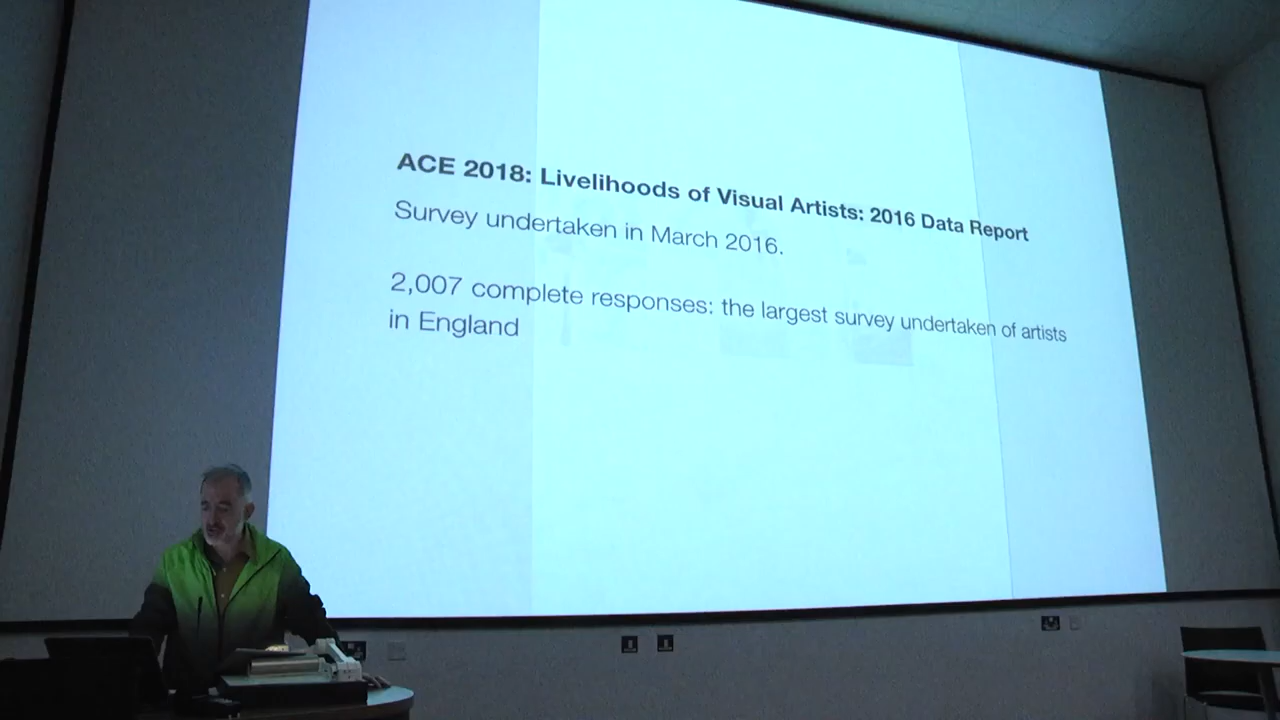 ACE 2018: Livelihoods of Visual Artists: 2016 Data Report
Survey undertaken in March 2016.
2,007 complete responses: the largest survey undertaken of artists
in England